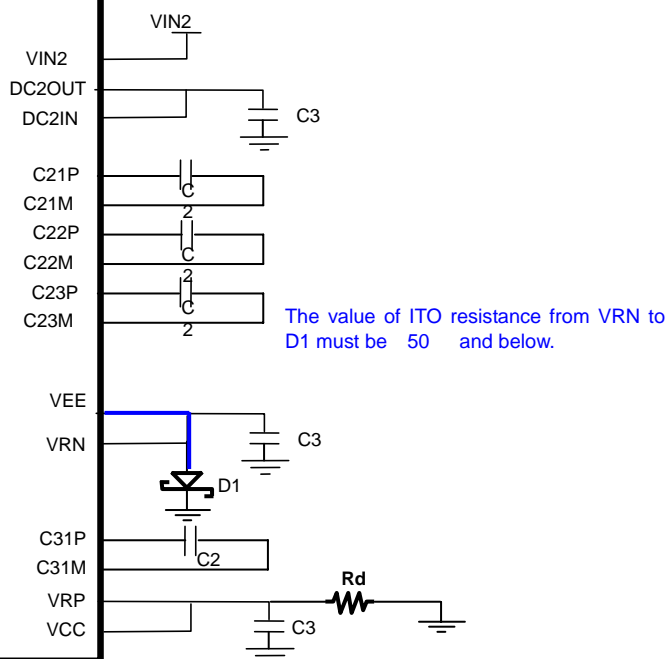 VIN2
VIN2
DC2OUT
DC2IN
C3
C21P
C
C21M
2
C22P
C
C22M
2
C23P
C
C23M
2
The value of ITO resistance from VRN to
D1 must be 50 and below.
VEE
VRN
C3
D1
C31P
C2
C31M
Rd
VRP
C3
VCC